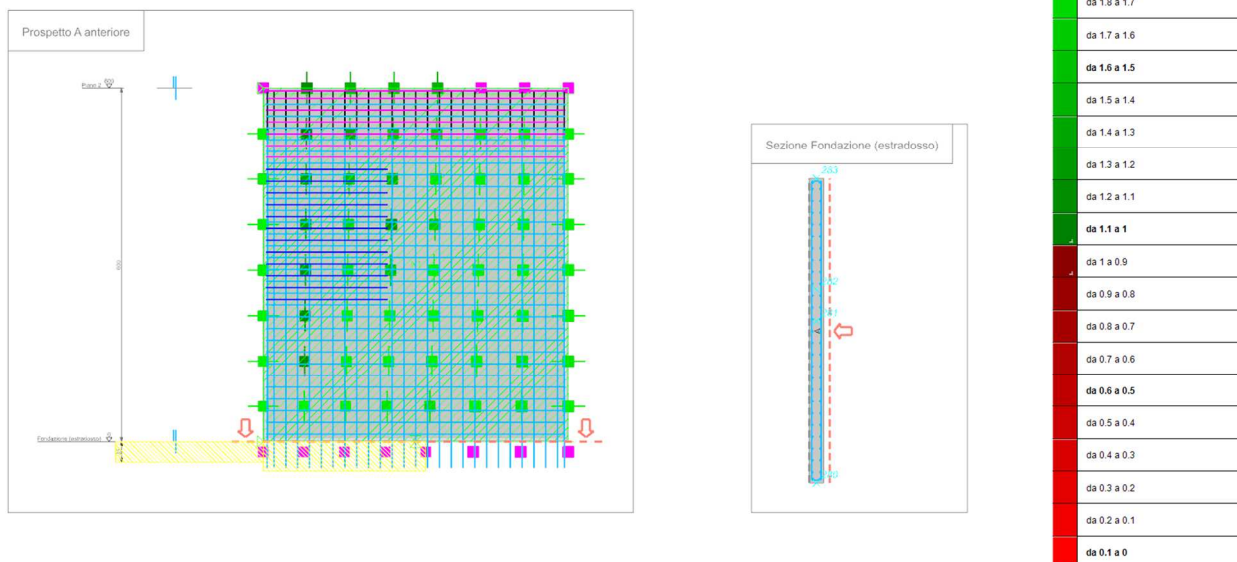 da 1.8 a 1.7
Prospetto A anteriore
da 1.7 a 1.6
da 1.6 a 1.5
Piano 2
600
da 1.5 a 1.4
da 1.4 a 1.3
Sezione Fondazione (estradosso)
da 1.3 a 1.2
da 1.2 a 1.1
da 1.1 a 1
600
da 1 a 0.9
da 0.9 a 0.8
A
da 0.8 a 0.7
da 0.7 a 0.6
da 0.6 a 0.5
da 0.5 a 0.4
Fondazione (estradosso)
0
da 0.4 a 0.3
da 0.3 a 0.2
da 0.2 a 0.1
da 0.1 a 0